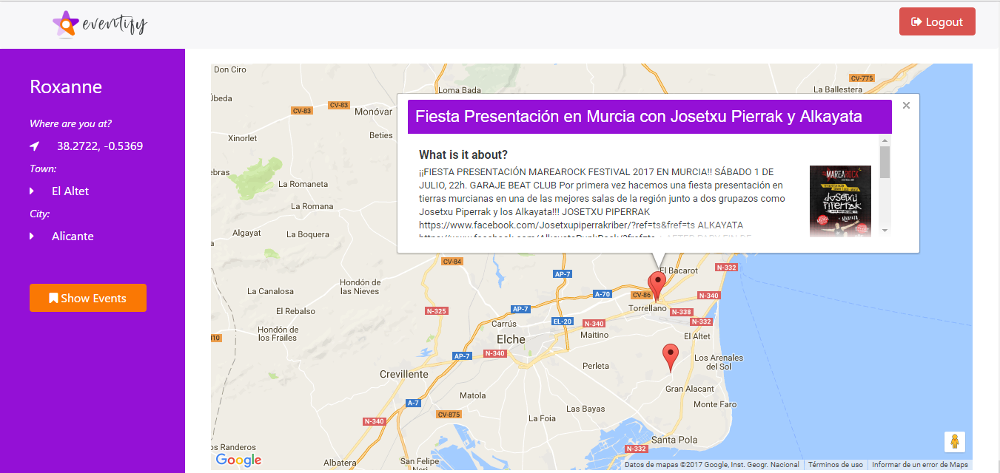 eventify
Logout
Roxanne
Where are you at?
38.2722, -0.5369
Town:
El Altet
City:
Alicante
Show Events
Fiesta Presentación en Murcia con Josetxu Pierrak y Alkayata
What is it about?
¡¡FIESTA PRESENTACIÓN MAREAROCK FESTIVAL 2017 EN MURCIA!! SÁBADO 1 DE
JULIO, 22h. GARAJE BEAT CLUB Por primera vez hacemos una fiesta presentación en
tierras murcianas en una de las mejores salas de la región junto a dos grupazos como
Josetxu Piperrak y los Alkayata!!! JOSETXU PIPERRAK
https://www.facebook.com/Josetxupiperrakriber/?ref=ts&fref=ts ALKAYATA
MAREAROCK
Josetxu
Piperrak
Don Ciro
Úbeda
CV-83
CV-83
Monóvar
Loma Bada
CV-775
La Ballestera
Xinorlet
Beties
ebras
La Romaneta
La Romana
Algayat
La Boquera
CV-84
AP-7
El Bacarot
N-332
La Canalosa
Hondón de
las Nieves
A-70
CV-86
N-340
El Rebalso
N-325
AP-7
Torrellano
N-338
Carrús
EL-20
N-340
N-332
Hondón de
los Frailes
10
Elche
Maitino
El Altet
AP-7
N-340
Perleta
Los Arenales
del Sol
Crevillente
Gran Alacant
A-7
Matola
Monte Faro
CV-875
Las Bayas
N-340
La Foia
Santa Pola
os Randeros
N-332
Google
Albatera
San Felipe
Neri
Datos de mapas ©2017 Google, Inst. Geogr. Nacional
Términos de uso
Informar de un error de Maps